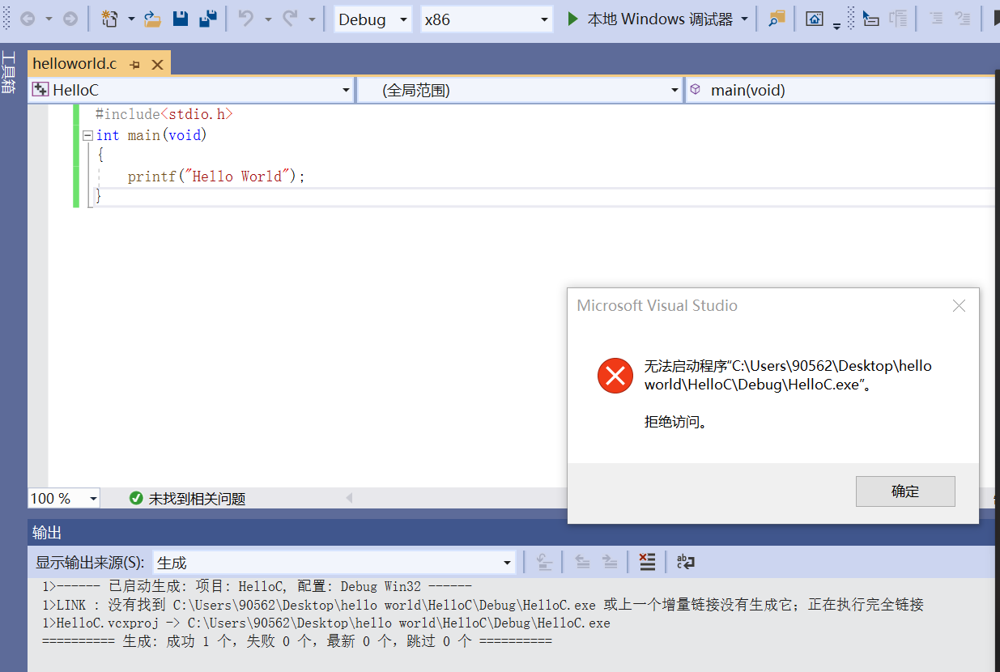 Debug x86 本地 Windows 调试器
工具箱
helloworld.c
HelloC (全局范围) main(void)
#include<stdio.h>
int main(void)
{
printf("Hello World");
}
Microsoft Visual Studio
无法启动程序“C:\Users\90562\Desktop\hello
world\HelloC\Debug\HelloC.exe”。
拒绝访问。
确定
100 % 未找到相关问题
输出
显示输出来源(S): 生成
1>------ 已启动生成: 项目: HelloC, 配置: Debug Win32 ------
1>LINK : 没有找到 C:\Users\90562\Desktop\hello world\HelloC\Debug\HelloC.exe 或上一个增量链接没有生成它；正在执行完全链接
1>HelloC.vcxproj -> C:\Users\90562\Desktop\hello world\HelloC\Debug\HelloC.exe
========== 生成: 成功 1 个，失败 0 个，最新 0 个，跳过 0 个 ==========